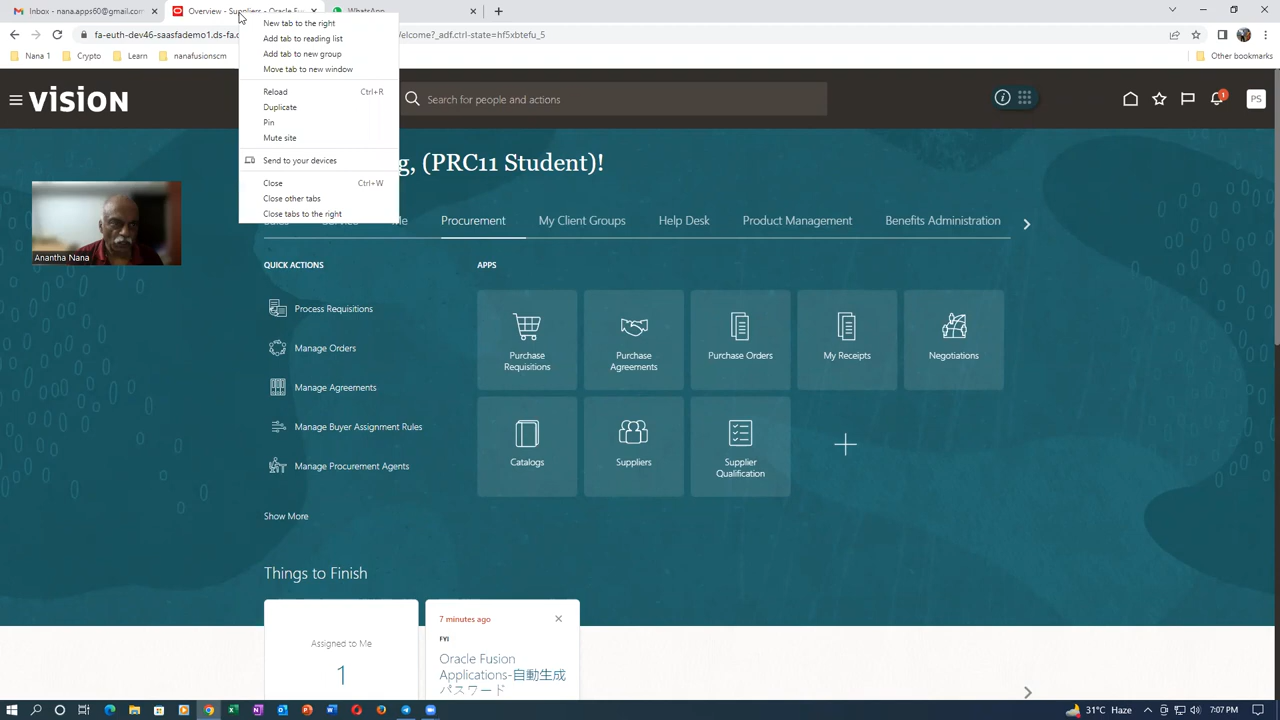 Inbox - nana.apps60@gmail.com
Overview - Suppliers - Oracle Fu
WhatsApp
fa-euth-dev46-saasfademo1.ds-fa.
elcome?_adf.ctrl-state=hf5xbtefu_5
Nana 1
Crypto
Learn
nanafusionscm
Other bookmarks
New tab to the right
Add tab to reading list
Add tab to new group
Move tab to new window
Reload Ctrl+R
Duplicate
Pin
Mute site
Send to your devices
Close Ctrl+W
Close other tabs
Close tabs to the right
VISION
Search for people and actions
1
PS
g, (PRC11 Student)!
Anantha Nana
Me
Procurement
My Client Groups
Help Desk
Product Management
Benefits Administration
QUICK ACTIONS
Process Requisitions
Manage Orders
Manage Agreements
Manage Buyer Assignment Rules
Manage Procurement Agents
Show More
APPS
Purchase
Requisitions
Purchase
Agreements
Purchase Orders
My Receipts
Negotiations
Catalogs
Suppliers
Supplier
Qualification
Things to Finish
Assigned to Me
1
7 minutes ago
FYI
Oracle Fusion
Applications-自動生成
パスワード
31°C Haze
7:07 PM